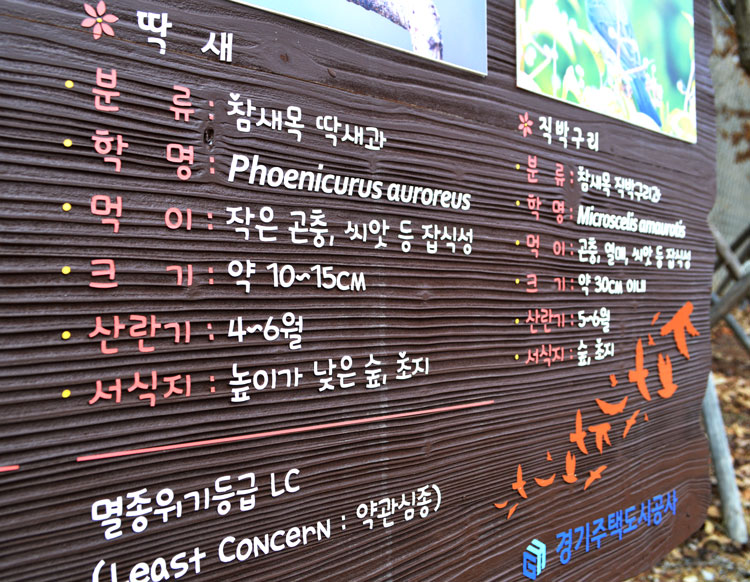 딱새
분류 : 참새목 딱새과
학명 : Phoenicurus auroreus
먹이 : 작은 곤충, 씨앗 등 잡식성
크기 : 약 10~15cm
산란기 : 4~6월
서식지 : 높이가 낮은 숲, 초지
멸종위기등급 LC
(Least Concern : 약관심종)
직박구리
분류 : 참새목 직박구리과
학명 : Microscelis amaurotis
먹이 : 곤충, 열매, 씨앗 등 잡식성
크기 : 약 30cm 이내
산란기 : 5~6월
서식지 : 숲, 초지
경기주택도시공사